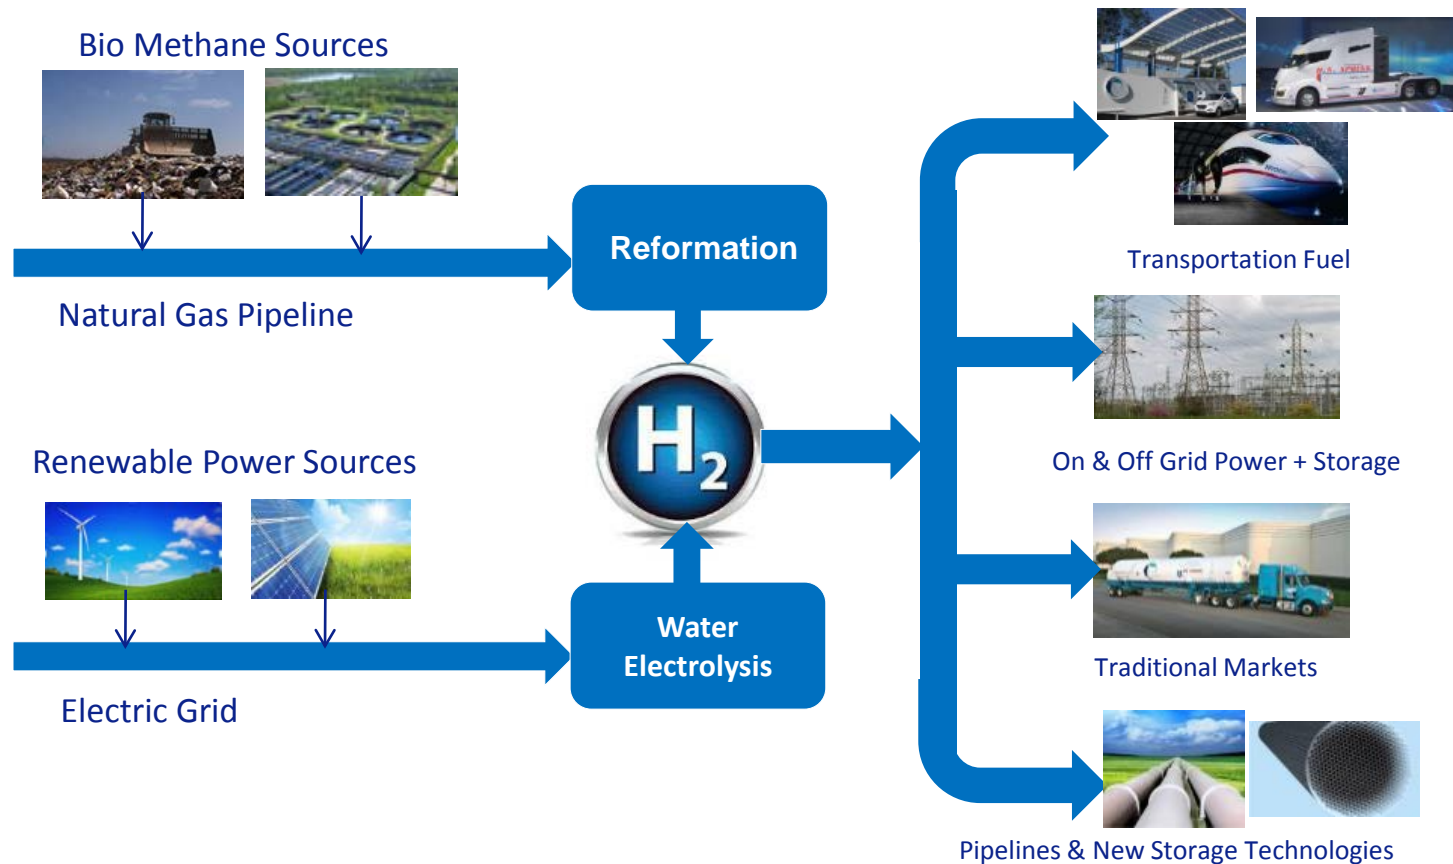 Bio Methane Sources
Natural Gas Pipeline
Reformation
Renewable Power Sources
Electric Grid
Water
Electrolysis
H2
Transportation Fuel
On & Off Grid Power + Storage
Traditional Markets
Pipelines & New Storage Technologies